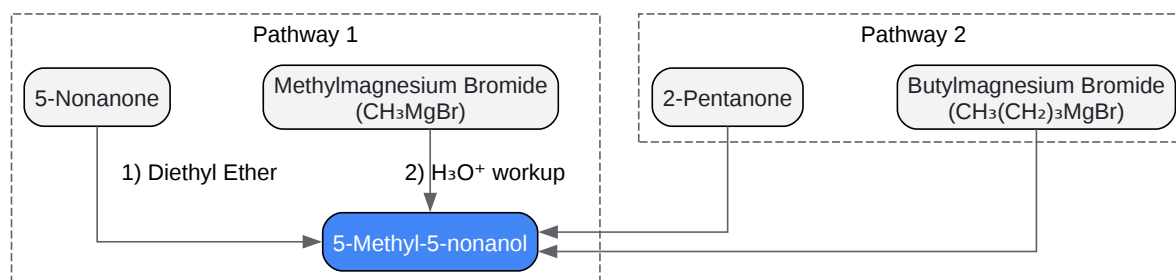 Pathway 1
Pathway 2
5-Nonanone
Methylmagnesium Bromide
(CH₃MgBr)
2-Pentanone
Butylmagnesium Bromide
(CH₃(CH₂)₃MgBr)
1) Diethyl Ether
2) H₃O⁺ workup
5-Methyl-5-nonanol